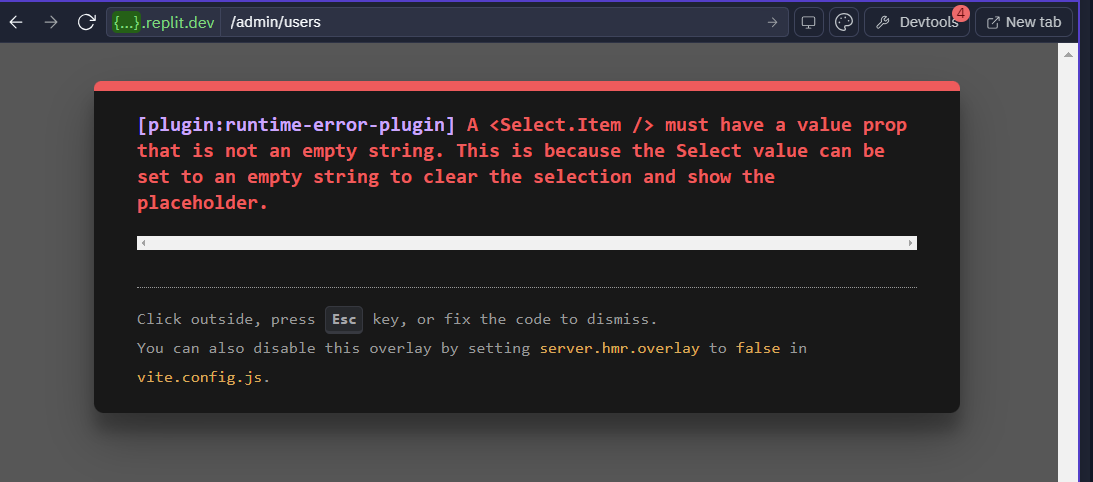 {...}.replit.dev /admin/users Devtools 4 New tab
[plugin:runtime-error-plugin] A <Select.Item /> must have a value prop
that is not an empty string. This is because the Select value can be
set to an empty string to clear the selection and show the
placeholder.
Click outside, press Esc key, or fix the code to dismiss.
You can also disable this overlay by setting server.hmr.overlay to false in
vite.config.js.